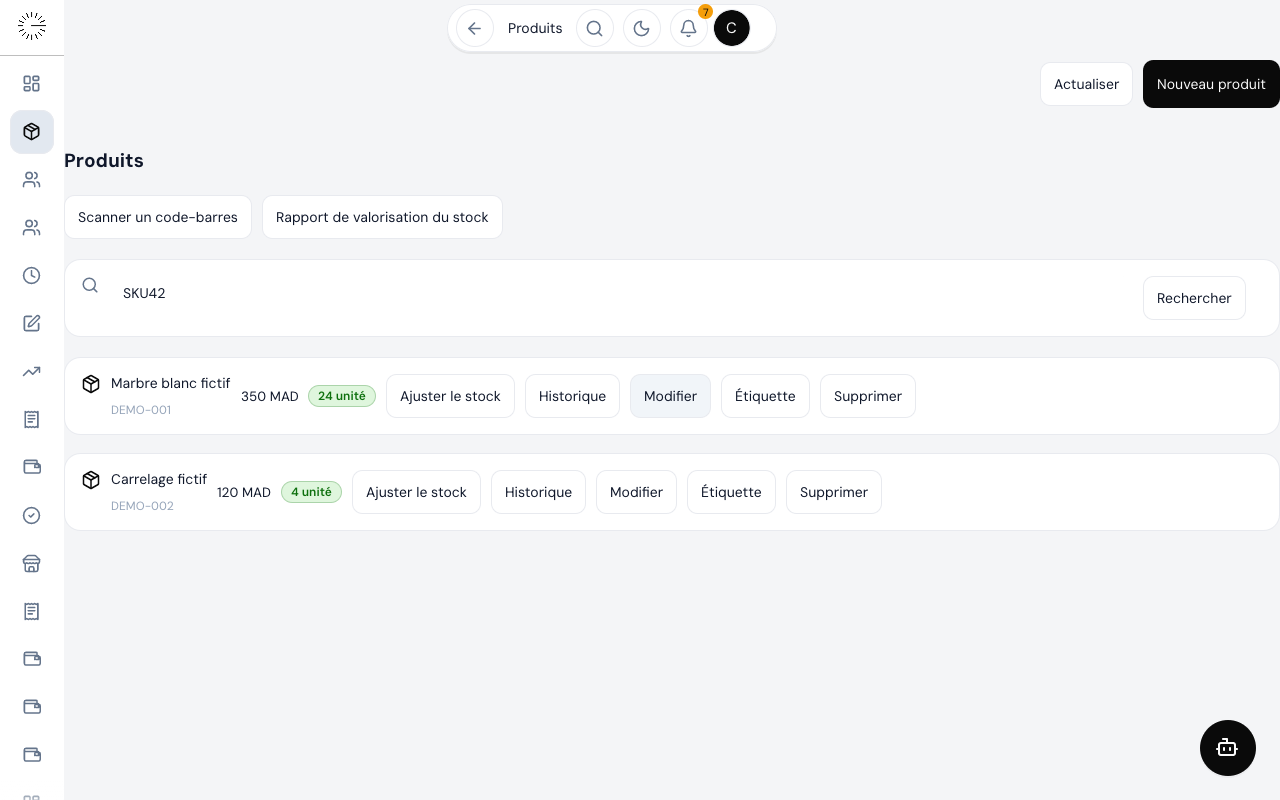 Produits
7
C
Actualiser
Nouveau produit
Produits
Scanner un code-barres
Rapport de valorisation du stock
SKU42
Rechercher
Marbre blanc fictif
DEMO-001
350 MAD
24 unité
Ajuster le stock
Historique
Modifier
Étiquette
Supprimer
Carrelage fictif
DEMO-002
120 MAD
4 unité
Ajuster le stock
Historique
Modifier
Étiquette
Supprimer